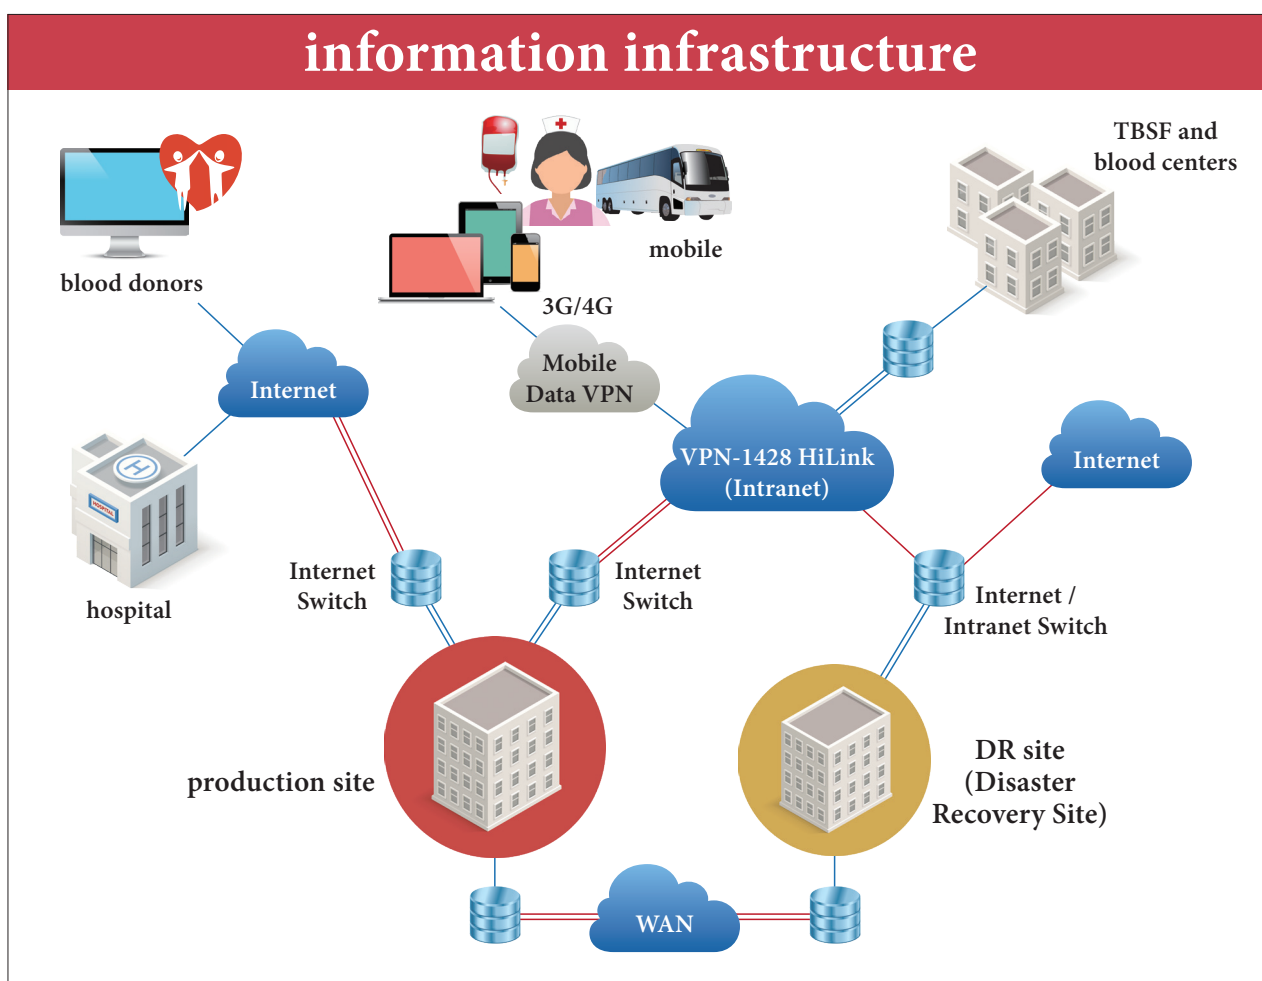 information infrastructure
TBSF and
blood centers
mobile
blood donors
3G/4G
Mobile
Data VPN
Internet
VPN-1428 HiLink
(Intranet)
Internet
H
HOSPITAL
Internet
Switch
Internet
Switch
Internet /
Intranet Switch
hospital
production site
DR site
(Disaster
Recovery Site)
WAN